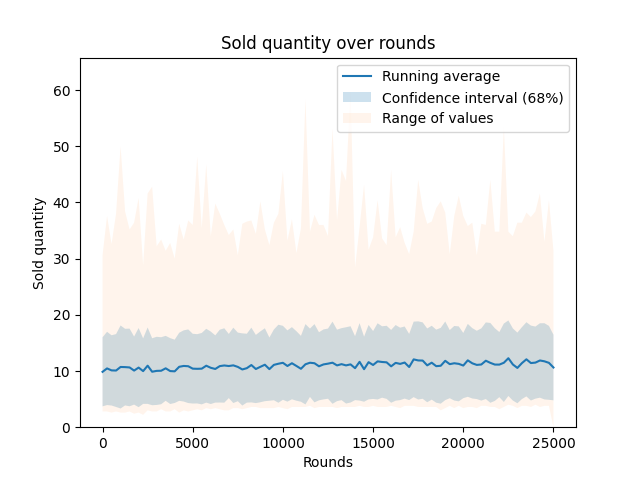 Sold quantity over rounds
Running average
Confidence interval (68%)
Range of values
60
50
40
30
20
10
0
Sold quantity
0
5000
10000
15000
20000
25000
Rounds